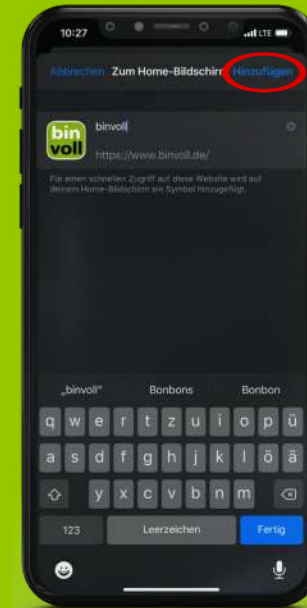 10:27 LTE
Abbrechen Zum Home-Bildschirm Hinzufügen
bin
voll
binvoll
https://www.binvoll.de/
Für einen schnellen Zugriff auf diese Website wird auf
deinem Home-Bildschirm ein Symbol hinzugefügt.
„binvoll“ Bonbons Bonbon
q w e r t z u i o p ü
a s d f g h j k l ö ä
y x c v b n m
123 Leerzeichen Fertig